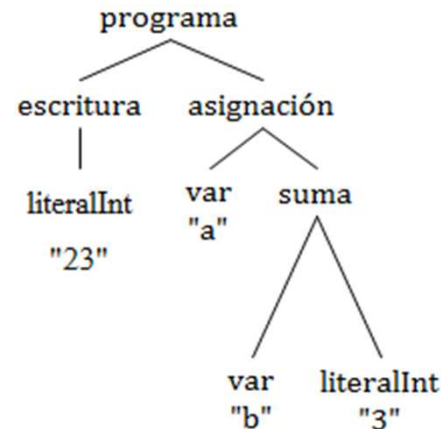 programa
escritura asignación
literalInt var suma
"23" "a"
var literalInt
"b" "3"